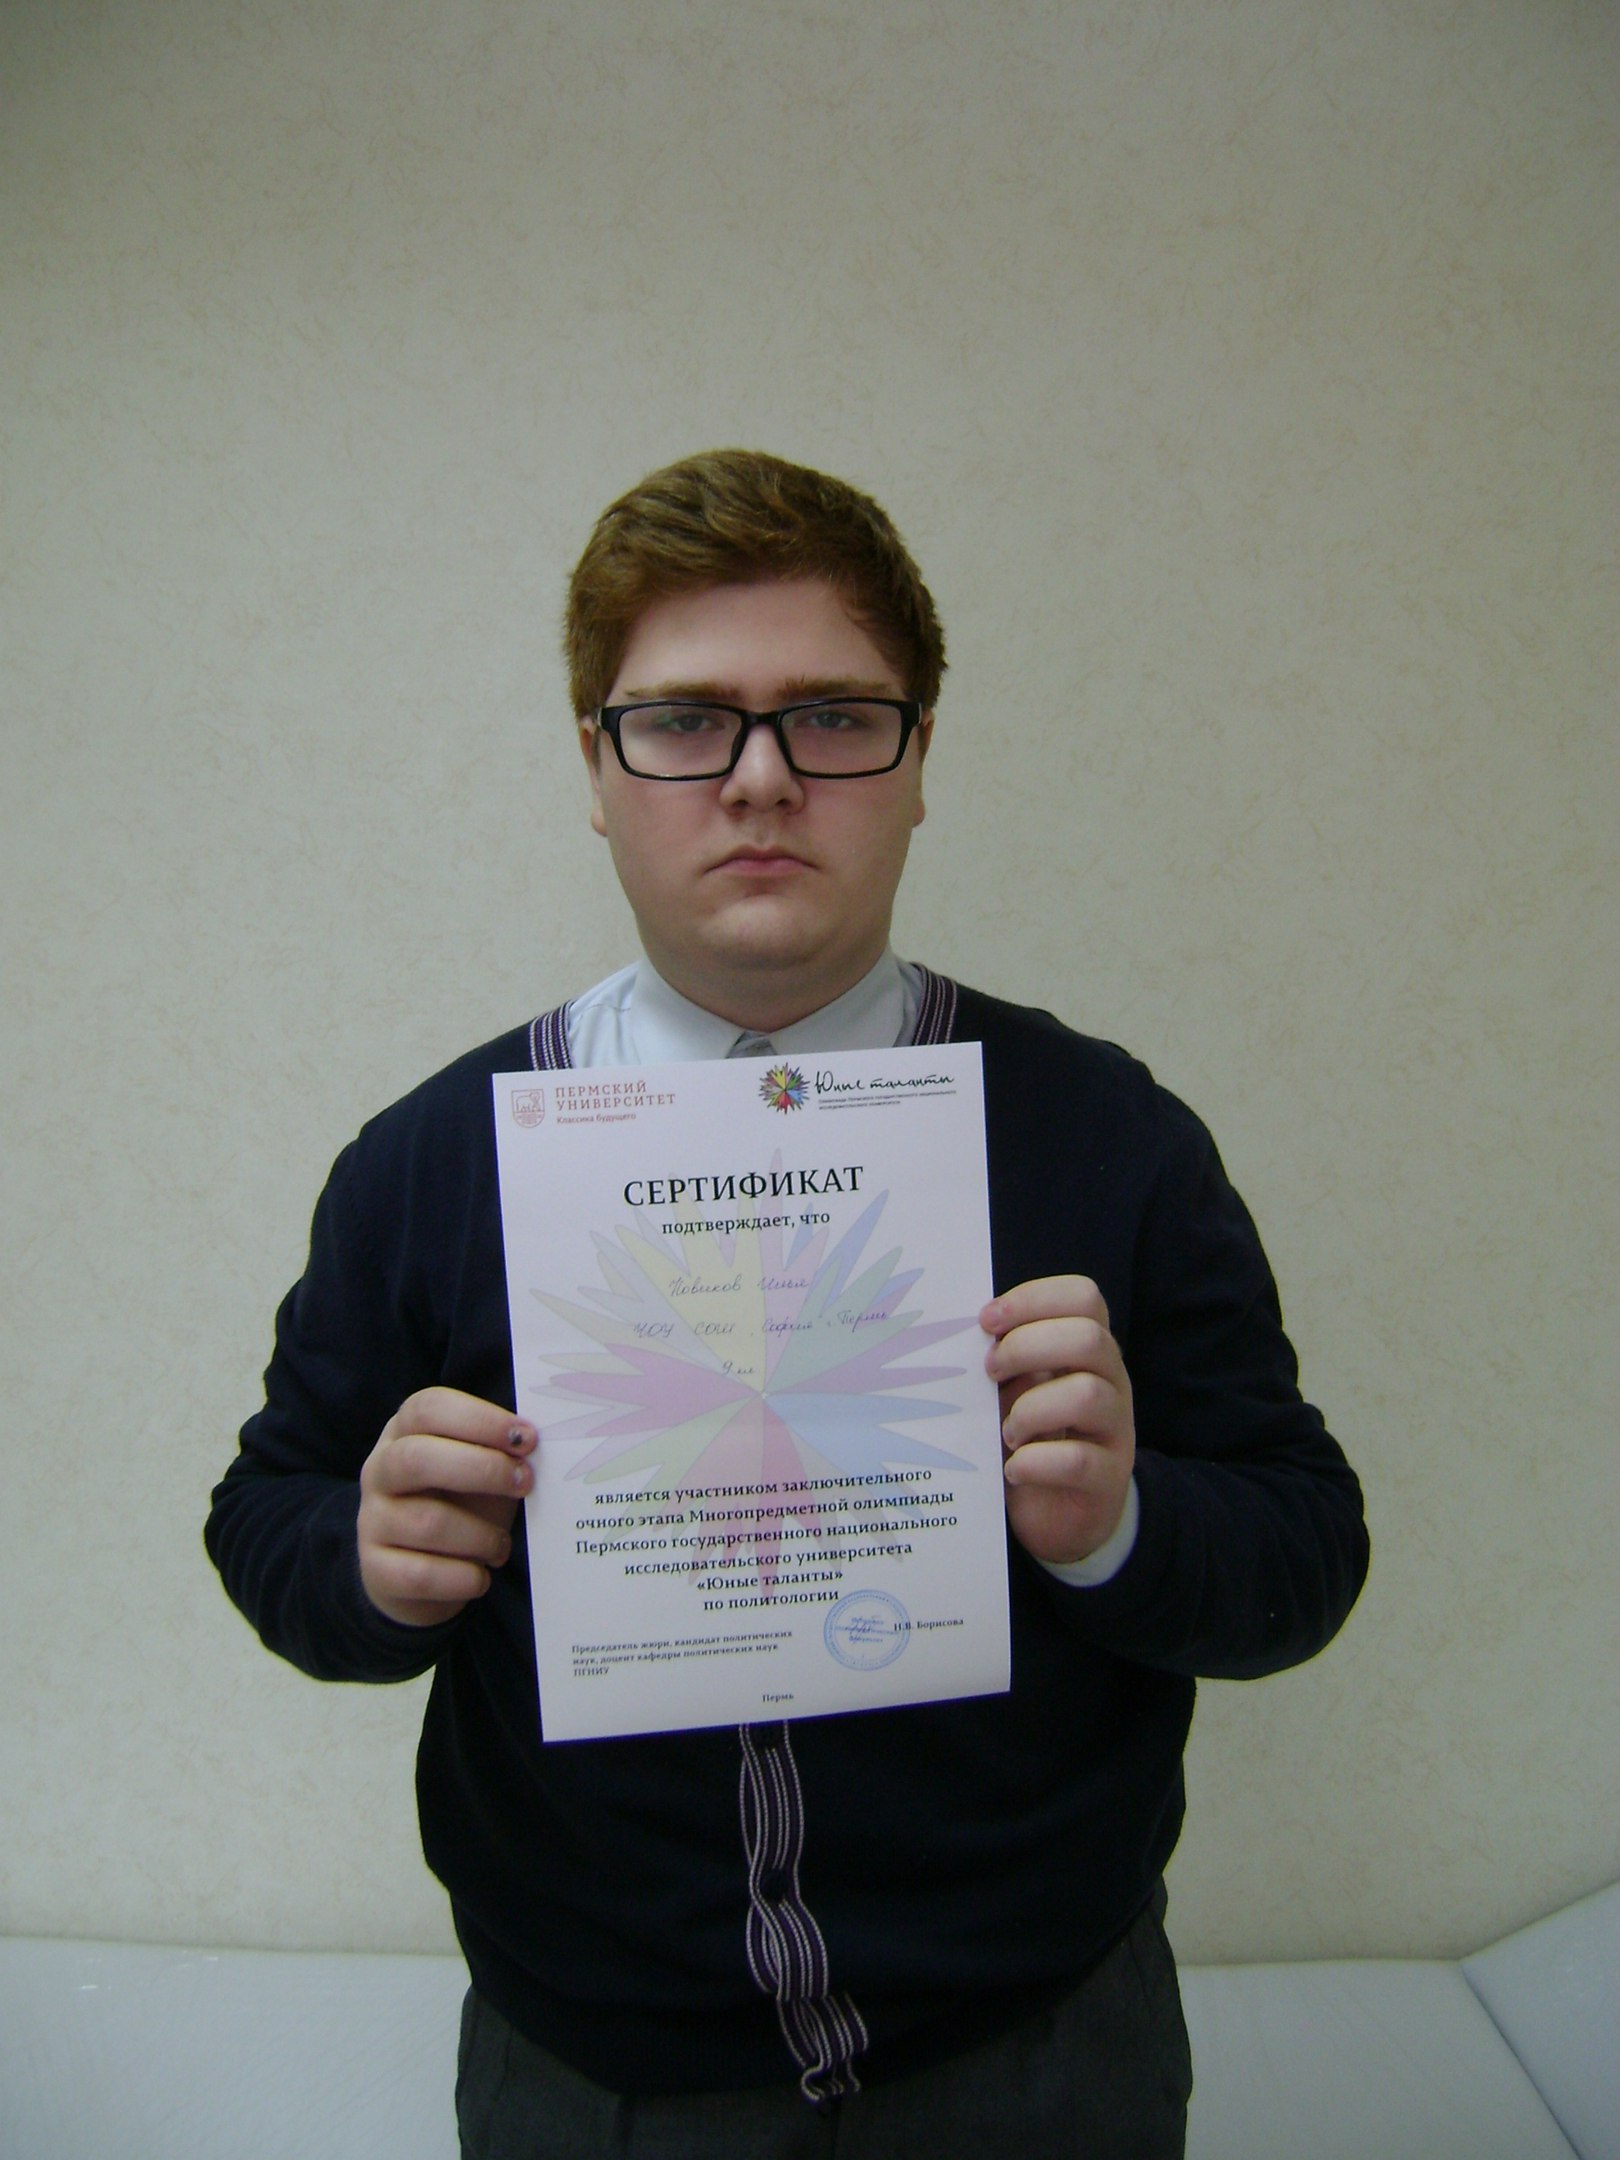 ПЕРМСКИЙ
УНИВЕРСИТЕТ
Классика будущего
Юные таланты
СЕРТИФИКАТ
подтверждает, что
Новиков Илья
ЧОУ СОШ "София" г. Пермь
9 кл
является участником заключительного
очного этапа Многопредметной олимпиады
Пермского государственного национального
исследовательского университета
«Юные таланты»
по политологии
Председатель жюри, кандидат политических
наук, доцент кафедры политических наук
ПГНИУ
Н.В. Борисова
Пермь